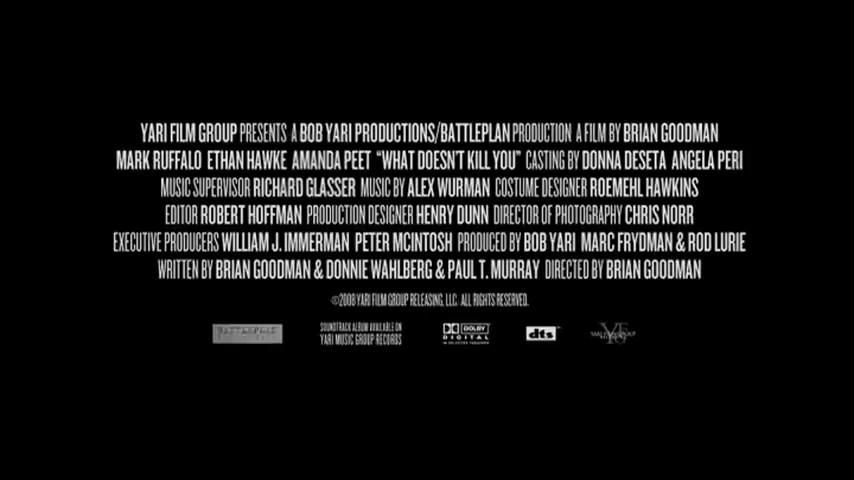 YARI FILM GROUP PRESENTS A BOB YARI PRODUCTIONS/BATTLEPLAN PRODUCTION A FILM BY BRIAN GOODMAN
MARK RUFFALO ETHAN HAWKE AMANDA PEET "WHAT DOESN'T KILL YOU" CASTING BY DONNA DESETA ANGELA PERI
MUSIC SUPERVISOR RICHARD GLASSER MUSIC BY ALEX WURMAN COSTUME DESIGNER ROEMEHL HAWKINS
EDITOR ROBERT HOFFMAN PRODUCTION DESIGNER HENRY DUNN DIRECTOR OF PHOTOGRAPHY CHRIS NORR
EXECUTIVE PRODUCERS WILLIAM J. IMMERMAN PETER MCINTOSH PRODUCED BY BOB YARI MARC FRYDMAN & ROD LURIE
WRITTEN BY BRIAN GOODMAN & DONNIE WAHLBERG & PAUL T. MURRAY DIRECTED BY BRIAN GOODMAN
©2008 YARI FILM GROUP RELEASING, LLC. ALL RIGHTS RESERVED.
SOUNDTRACK ALBUM AVAILABLE ON
YARI MUSIC GROUP RECORDS
DOLBY
DIGITAL
IN SELECTED THEATRES
dts